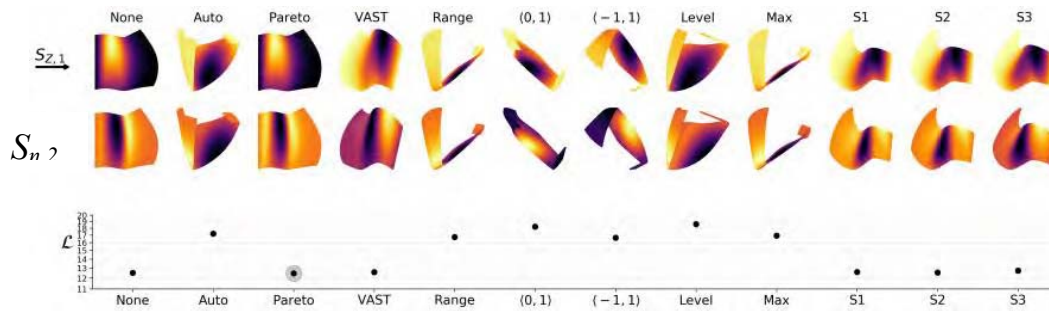 None Auto Pareto VAST Range ⟨0, 1⟩ ⟨−1, 1⟩ Level Max S1 S2 S3
S_{Z,1}
S_{n,2}
20
19
18
17
16
15
14
13
12
11
ℒ
None Auto Pareto VAST Range ⟨0, 1⟩ ⟨−1, 1⟩ Level Max S1 S2 S3